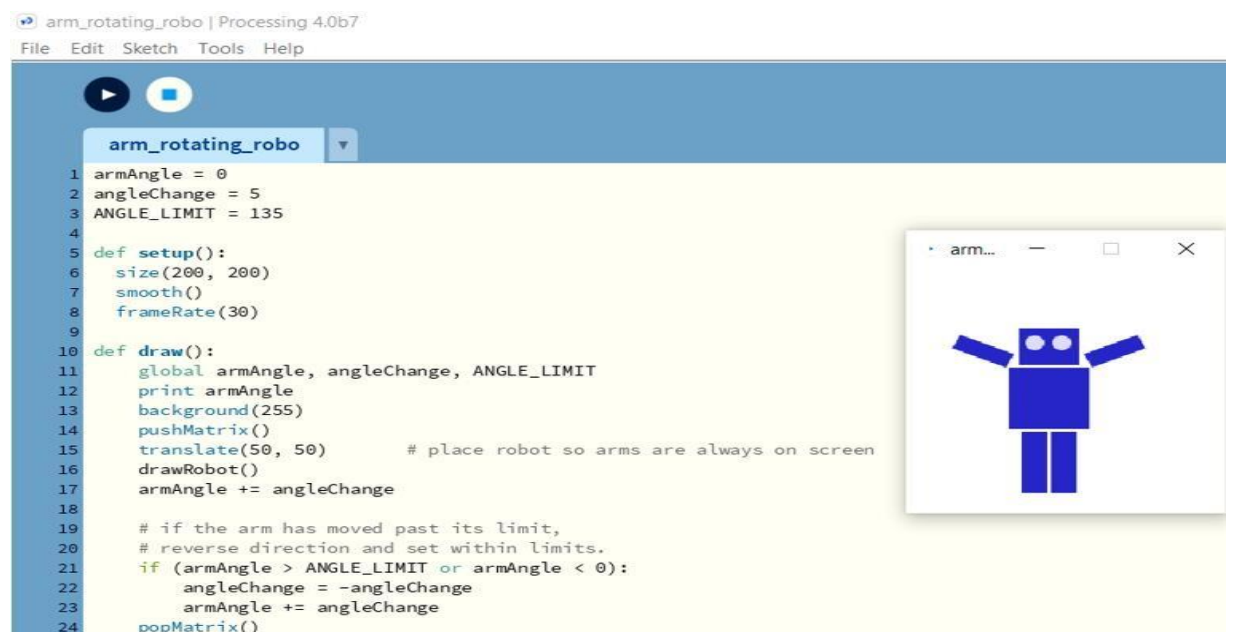 arm_rotating_robo | Processing 4.0b7
File Edit Sketch Tools Help
arm_rotating_robo
1 armAngle = 0
2 angleChange = 5
3 ANGLE_LIMIT = 135
4
5 def setup():
6 size(200, 200)
7 smooth()
8 frameRate(30)
9
10 def draw():
11 global armAngle, angleChange, ANGLE_LIMIT
12 print armAngle
13 background(255)
14 pushMatrix()
15 translate(50, 50) # place robot so arms are always on screen
16 drawRobot()
17 armAngle += angleChange
18
19 # if the arm has moved past its limit,
20 # reverse direction and set within limits.
21 if (armAngle > ANGLE_LIMIT or armAngle < 0):
22 angleChange = -angleChange
23 armAngle += angleChange
24 popMatrix()
arm...